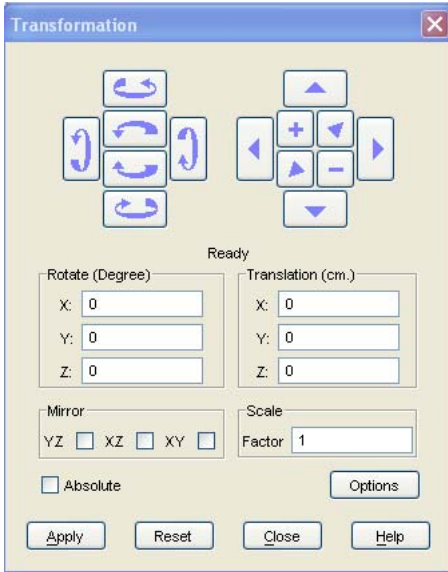 Transformation
Ready
Rotate (Degree) Translation (cm.)
X: 0 X: 0
Y: 0 Y: 0
Z: 0 Z: 0
Mirror Scale
YZ XZ XY Factor 1
Absolute Options
Apply Reset Close Help